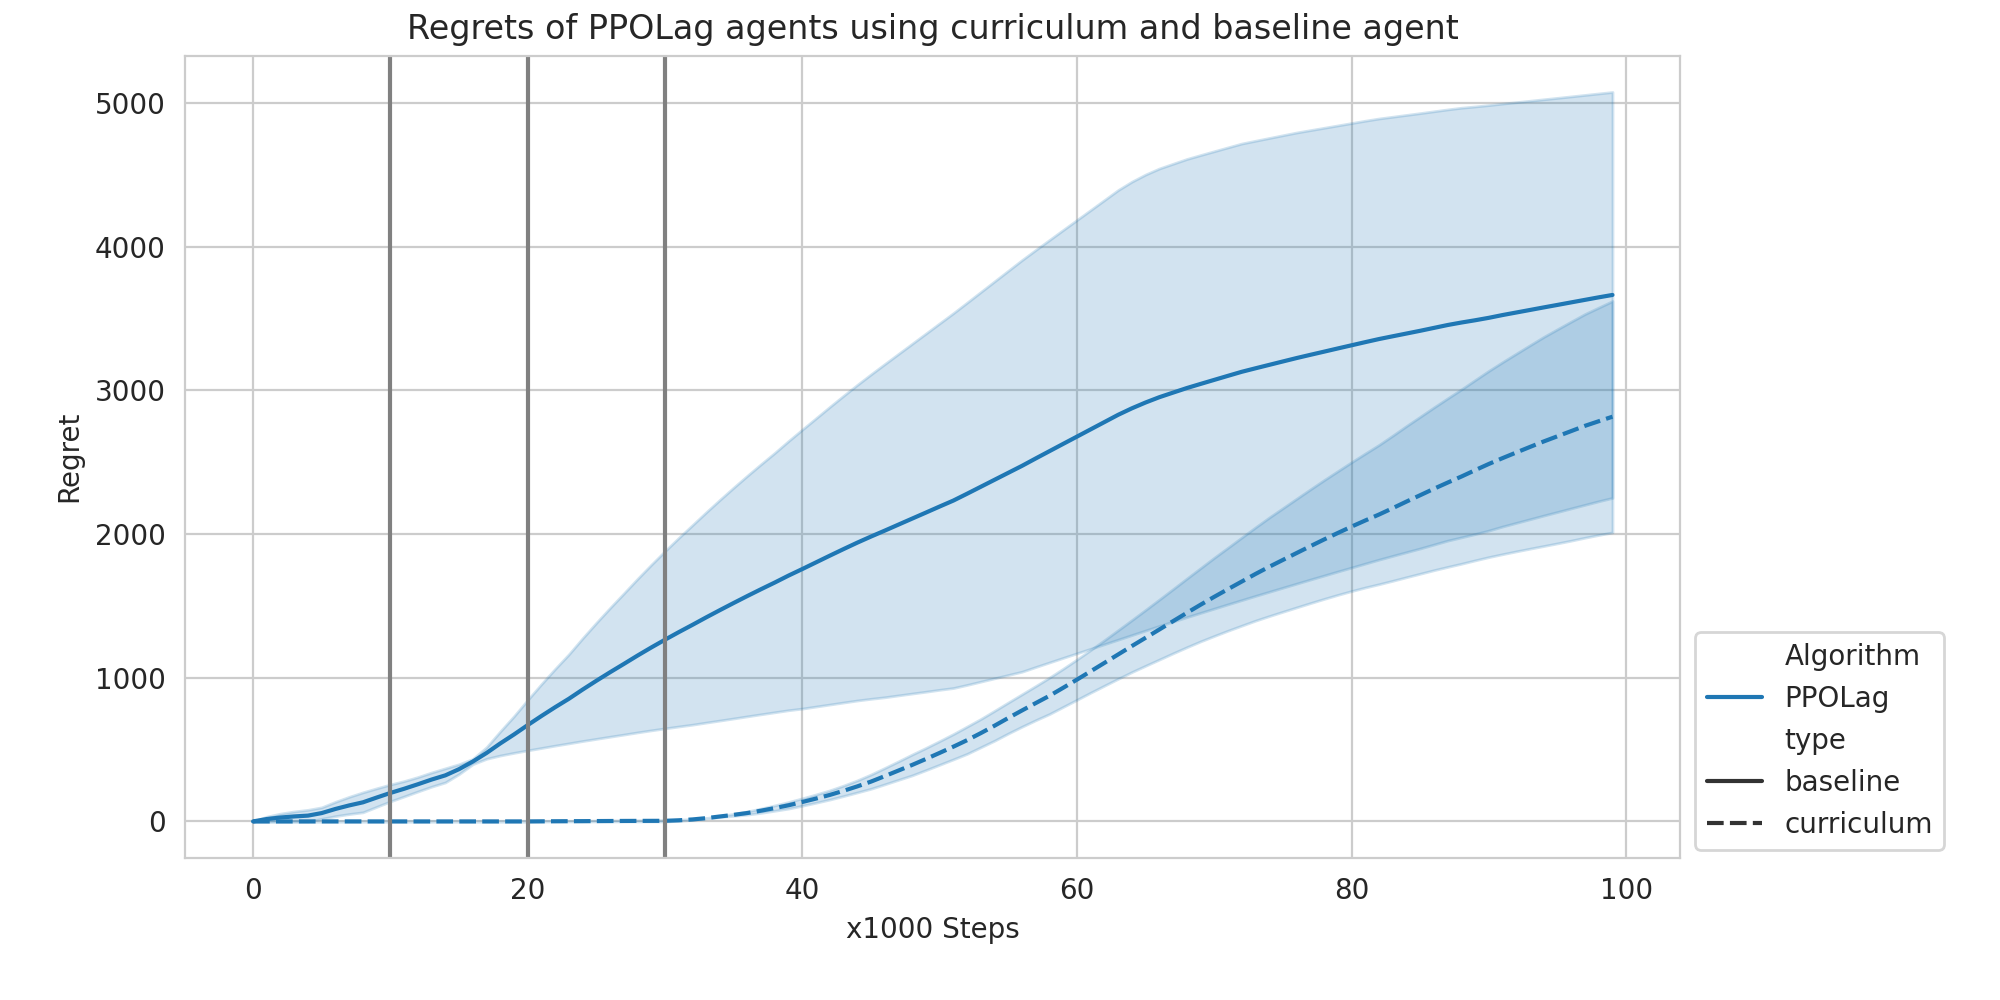 Regrets of PPOLag agents using curriculum and baseline agent
5000
4000
3000
2000
1000
0
Regret
0 20 40 60 80 100
x1000 Steps
Algorithm
PPOLag
type
baseline
curriculum